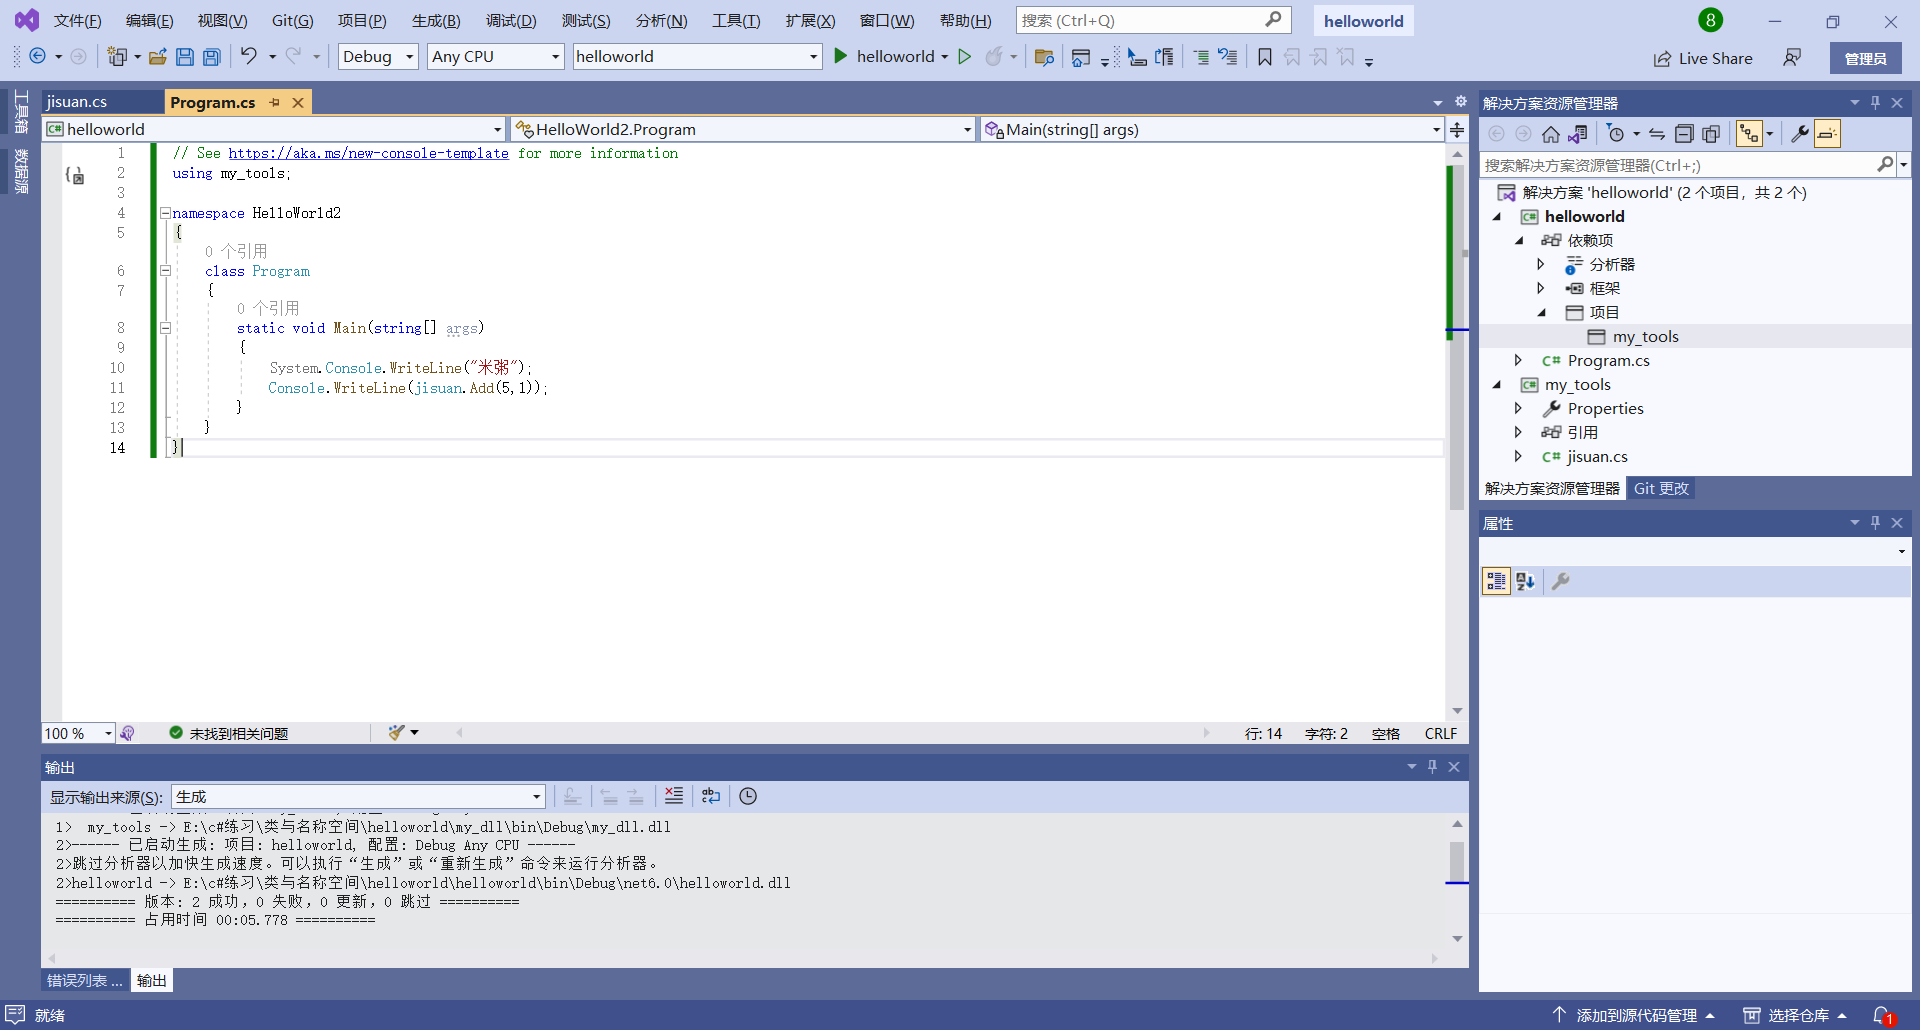 文件(F) 编辑(E) 视图(V) Git(G) 项目(P) 生成(B) 调试(D) 测试(S) 分析(N) 工具(T) 扩展(X) 窗口(W) 帮助(H) 搜索 (Ctrl+Q) helloworld 8
Debug Any CPU helloworld helloworld Live Share 管理员
工具箱
数据源
jisuan.cs Program.cs
helloworld HelloWorld2.Program Main(string[] args)
1 // See https://aka.ms/new-console-template for more information
2 using my_tools;
3
4 namespace HelloWorld2
5 {
0 个引用
6 class Program
7 {
0 个引用
8 static void Main(string[] args)
9 {
10 System.Console.WriteLine("米粥");
11 Console.WriteLine(jisuan.Add(5,1));
12 }
13 }
14 }
100 % 未找到相关问题 行: 14 字符: 2 空格 CRLF
输出
显示输出来源(S): 生成
1> my_tools -> E:\c#练习\类与名称空间\helloworld\my_dll\bin\Debug\my_dll.dll
2>------ 已启动生成: 项目: helloworld, 配置: Debug Any CPU ------
2>跳过分析器以加快生成速度。可以执行“生成”或“重新生成”命令来运行分析器。
2>helloworld -> E:\c#练习\类与名称空间\helloworld\helloworld\bin\Debug\net6.0\helloworld.dll
========== 版本: 2 成功，0 失败，0 更新，0 跳过 ==========
========== 占用时间 00:05.778 ==========
错误列表 ... 输出
解决方案资源管理器
搜索解决方案资源管理器(Ctrl+;)
解决方案 'helloworld' (2 个项目，共 2 个)
C# helloworld
依赖项
分析器
框架
项目
my_tools
C# Program.cs
C# my_tools
Properties
引用
C# jisuan.cs
解决方案资源管理器 Git 更改
属性
就绪 添加到源代码管理 选择仓库 1